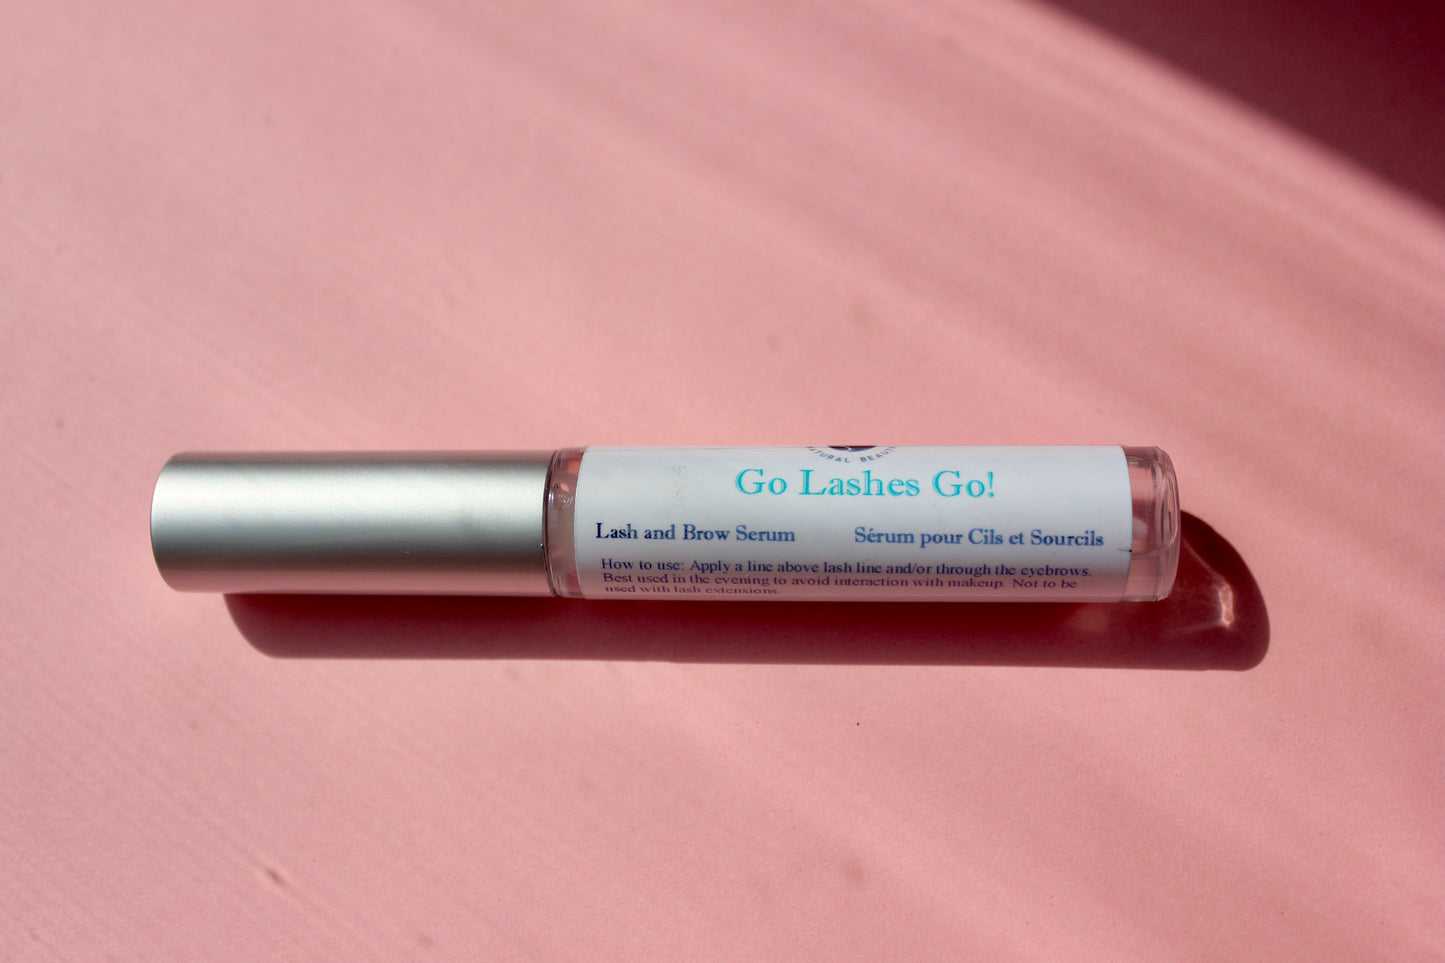 NATURAL BEAUT
Go Lashes Go!
Lash and Brow Serum
Sérum pour Cils et Sourcils
How to use: Apply a line above lash line and/or through the eyebrows.
Best used in the evening to avoid interaction with makeup. Not to be
used with lash extensions.